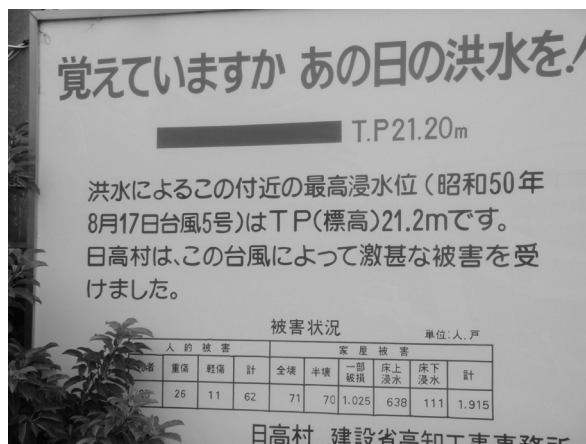 覚えていますか あの日の洪水を!
T.P21.20m
洪水によるこの付近の最高浸水位(昭和50年
8月17日台風5号)はTP(標高)21.2mです。
日高村は、この台風によって激甚な被害を受
けました。
被害状況
単位:人.戸
人的被害 家屋被害
重傷 軽傷 計 全壊 半壊 一部破損 床上浸水 床下浸水 計
26 11 62 71 70 1.025 638 111 1.915
日高村 建設省高知工事事務所